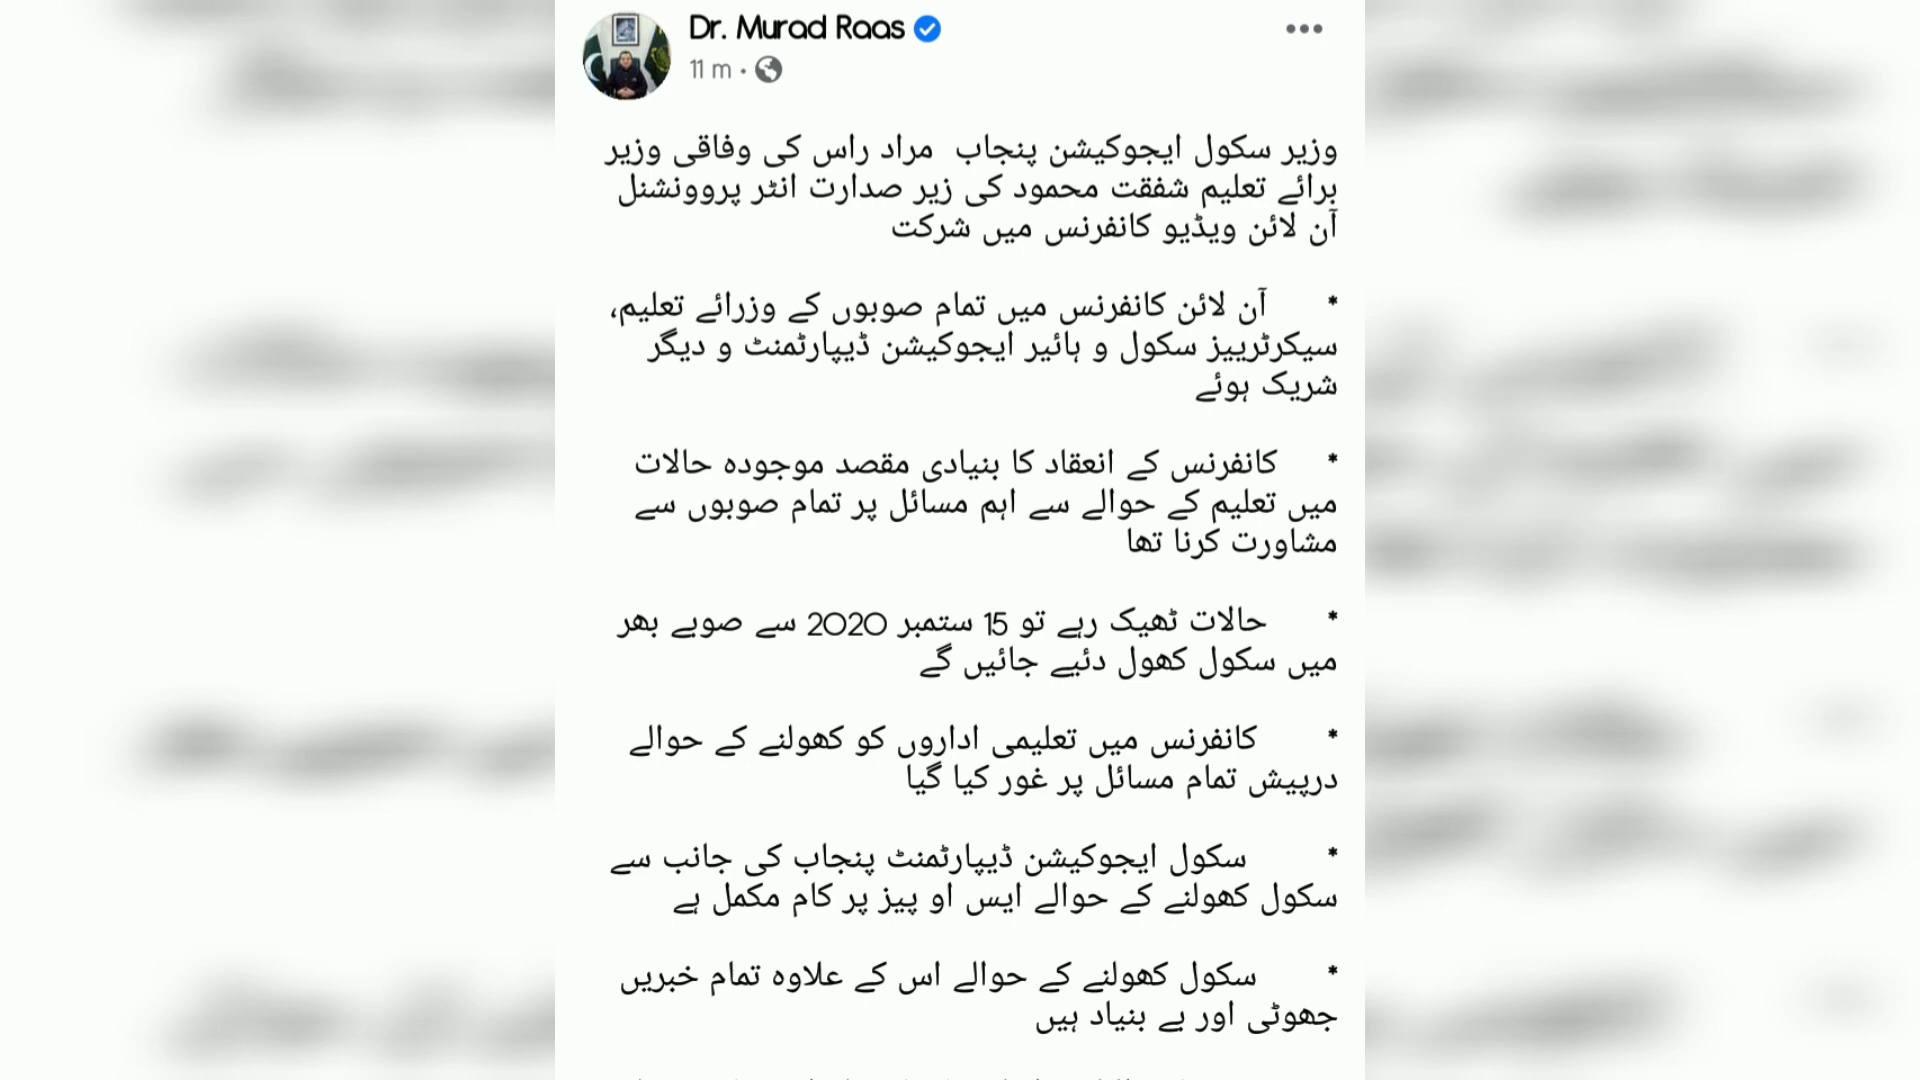 Dr. Murad Raas
11 m
وزیر سکول ایجوکیشن پنجاب مراد راس کی وفاقی وزیر
برائے تعلیم شفقت محمود کی زیر صدارت انٹر پروونشنل
آن لائن ویڈیو کانفرنس میں شرکت
* آن لائن کانفرنس میں تمام صوبوں کے وزرائے تعلیم،
سیکرٹرییز سکول و ہائیر ایجوکیشن ڈیپارٹمنٹ و دیگر
شریک ہوئے
* کانفرنس کے انعقاد کا بنیادی مقصد موجودہ حالات
میں تعلیم کے حوالے سے اہم مسائل پر تمام صوبوں سے
مشاورت کرنا تھا
* حالات ٹھیک رہے تو 15 ستمبر 2020 سے صوبے بھر
میں سکول کھول دئیے جائیں گے
* کانفرنس میں تعلیمی اداروں کو کھولنے کے حوالے
درپیش تمام مسائل پر غور کیا گیا
* سکول ایجوکیشن ڈیپارٹمنٹ پنجاب کی جانب سے
سکول کھولنے کے حوالے ایس او پیز پر کام مکمل ہے
* سکول کھولنے کے حوالے اس کے علاوہ تمام خبریں
جھوٹی اور بے بنیاد ہیں